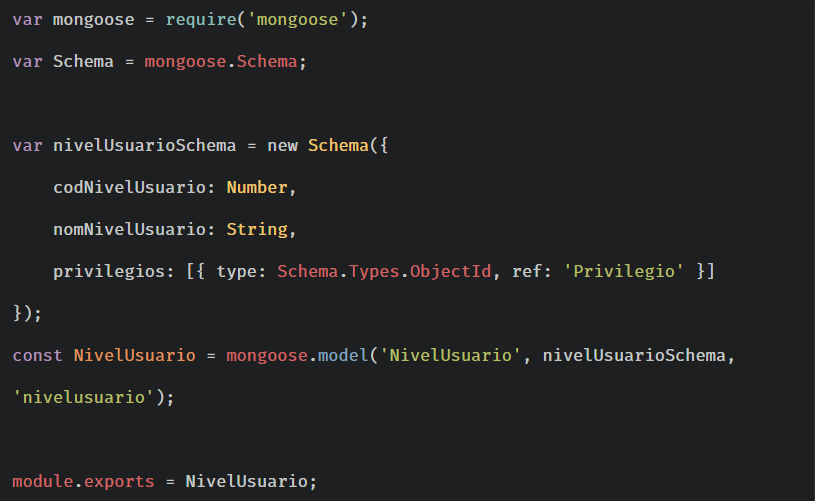 var mongoose = require('mongoose');
var Schema = mongoose.Schema;
var nivelUsuarioSchema = new Schema({
    codNivelUsuario: Number,
    nomNivelUsuario: String,
    privilegios: [{ type: Schema.Types.ObjectId, ref: 'Privilegio' }]
});
const NivelUsuario = mongoose.model('NivelUsuario', nivelUsuarioSchema,
'nivelusuario');
module.exports = NivelUsuario;